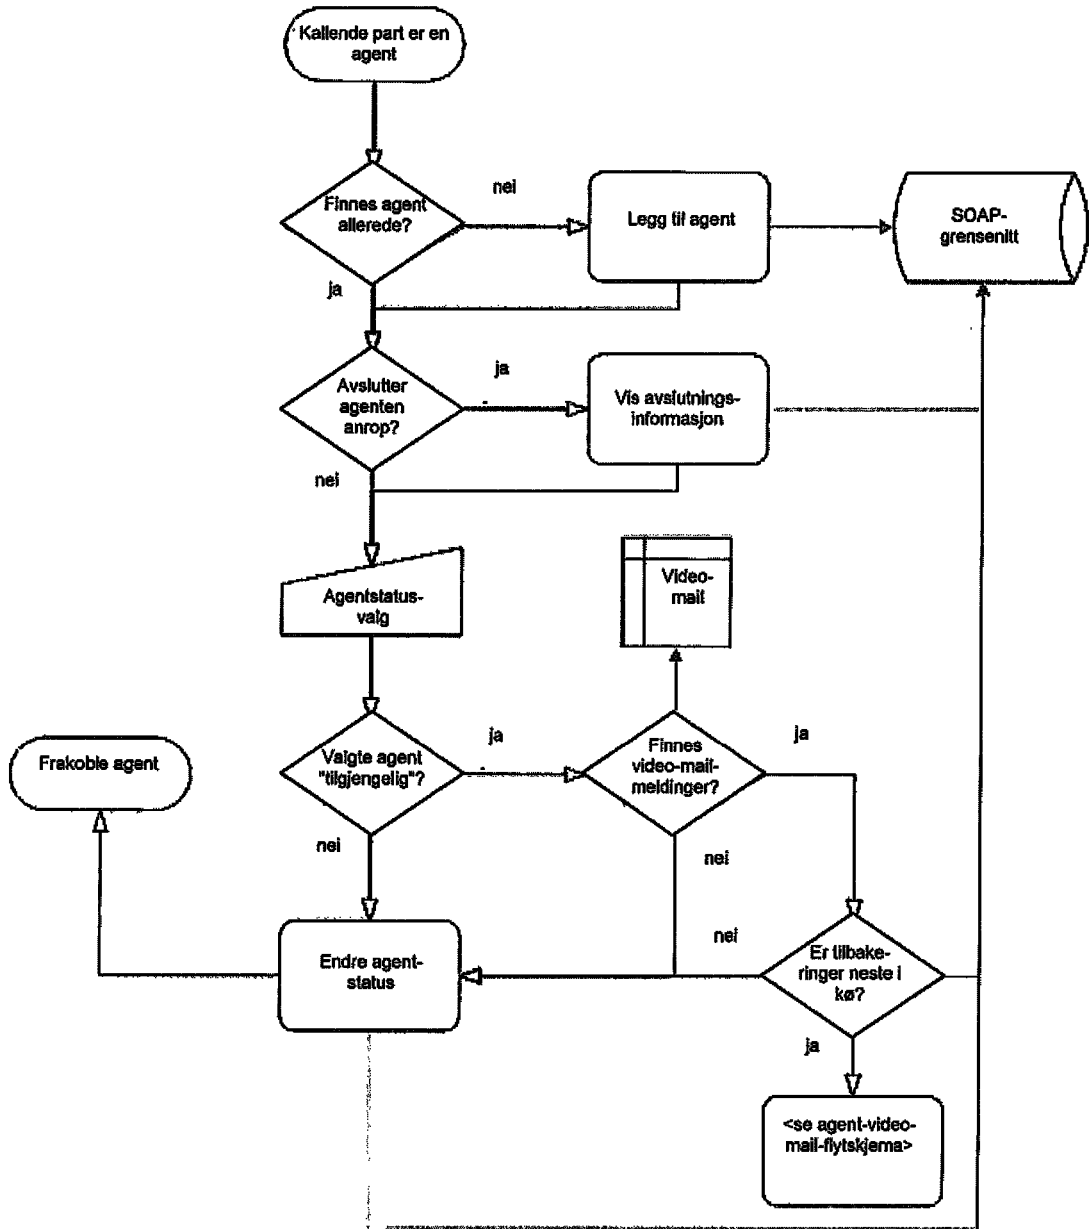 Kallende part er en
agent
Finnes agent
allerede?
nei
Legg til agent
SOAP-
grensenitt
ja
Avslutter
agenten
anrop?
ja
Vis avslutnings-
informasjon
nei
Agentstatus-
valg
Video-
mail
Valgte agent
"tilgjengelig"?
ja
Finnes
video-mail-
meldinger?
ja
Frakoble agent
nei
nei
Endre agent-
status
nei
Er tilbake-
ringer neste i
kø?
ja
<se agent-video-
mail-flytskjema>